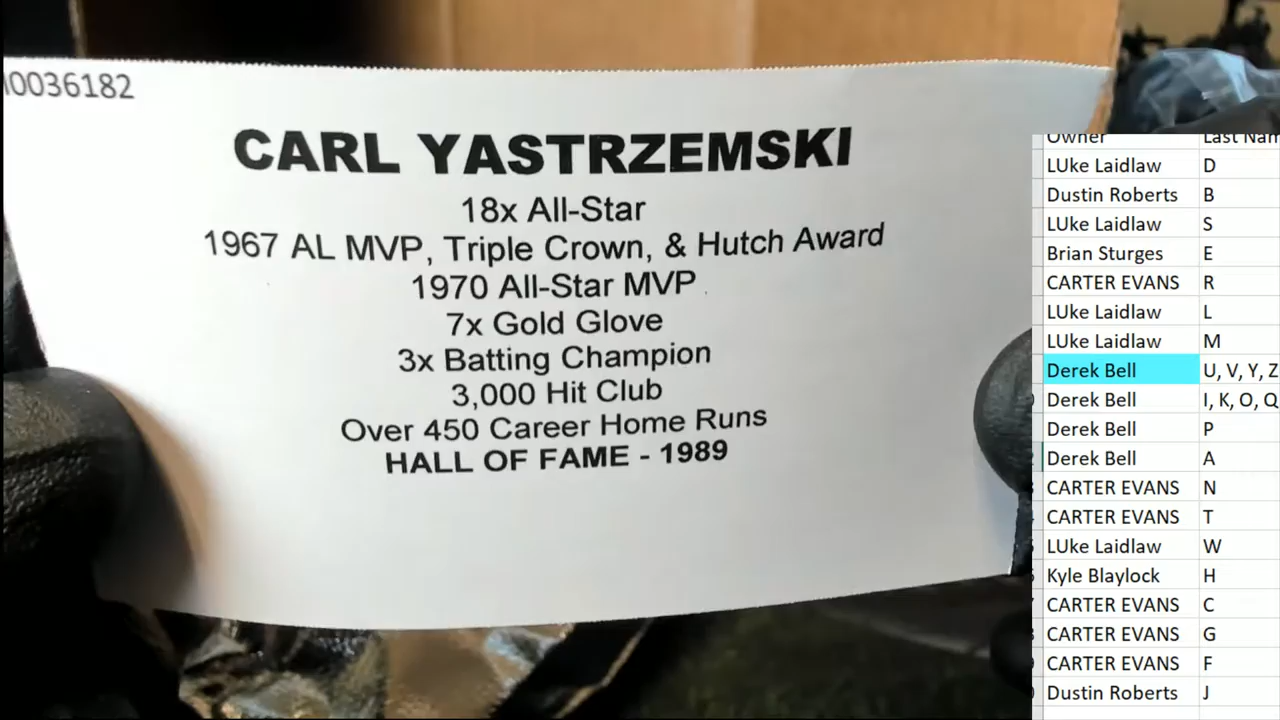 0036182
CARL YASTRZEMSKI
18x All-Star
1967 AL MVP, Triple Crown, & Hutch Award
1970 All-Star MVP
7x Gold Glove
3x Batting Champion
3,000 Hit Club
Over 450 Career Home Runs
HALL OF FAME - 1989
Owner Last Nam
LUke Laidlaw D
Dustin Roberts B
LUke Laidlaw S
Brian Sturges E
CARTER EVANS R
LUke Laidlaw L
LUke Laidlaw M
Derek Bell U, V, Y, Z
Derek Bell I, K, O, Q
Derek Bell P
Derek Bell A
CARTER EVANS N
CARTER EVANS T
LUke Laidlaw W
Kyle Blaylock H
CARTER EVANS C
CARTER EVANS G
CARTER EVANS F
Dustin Roberts J